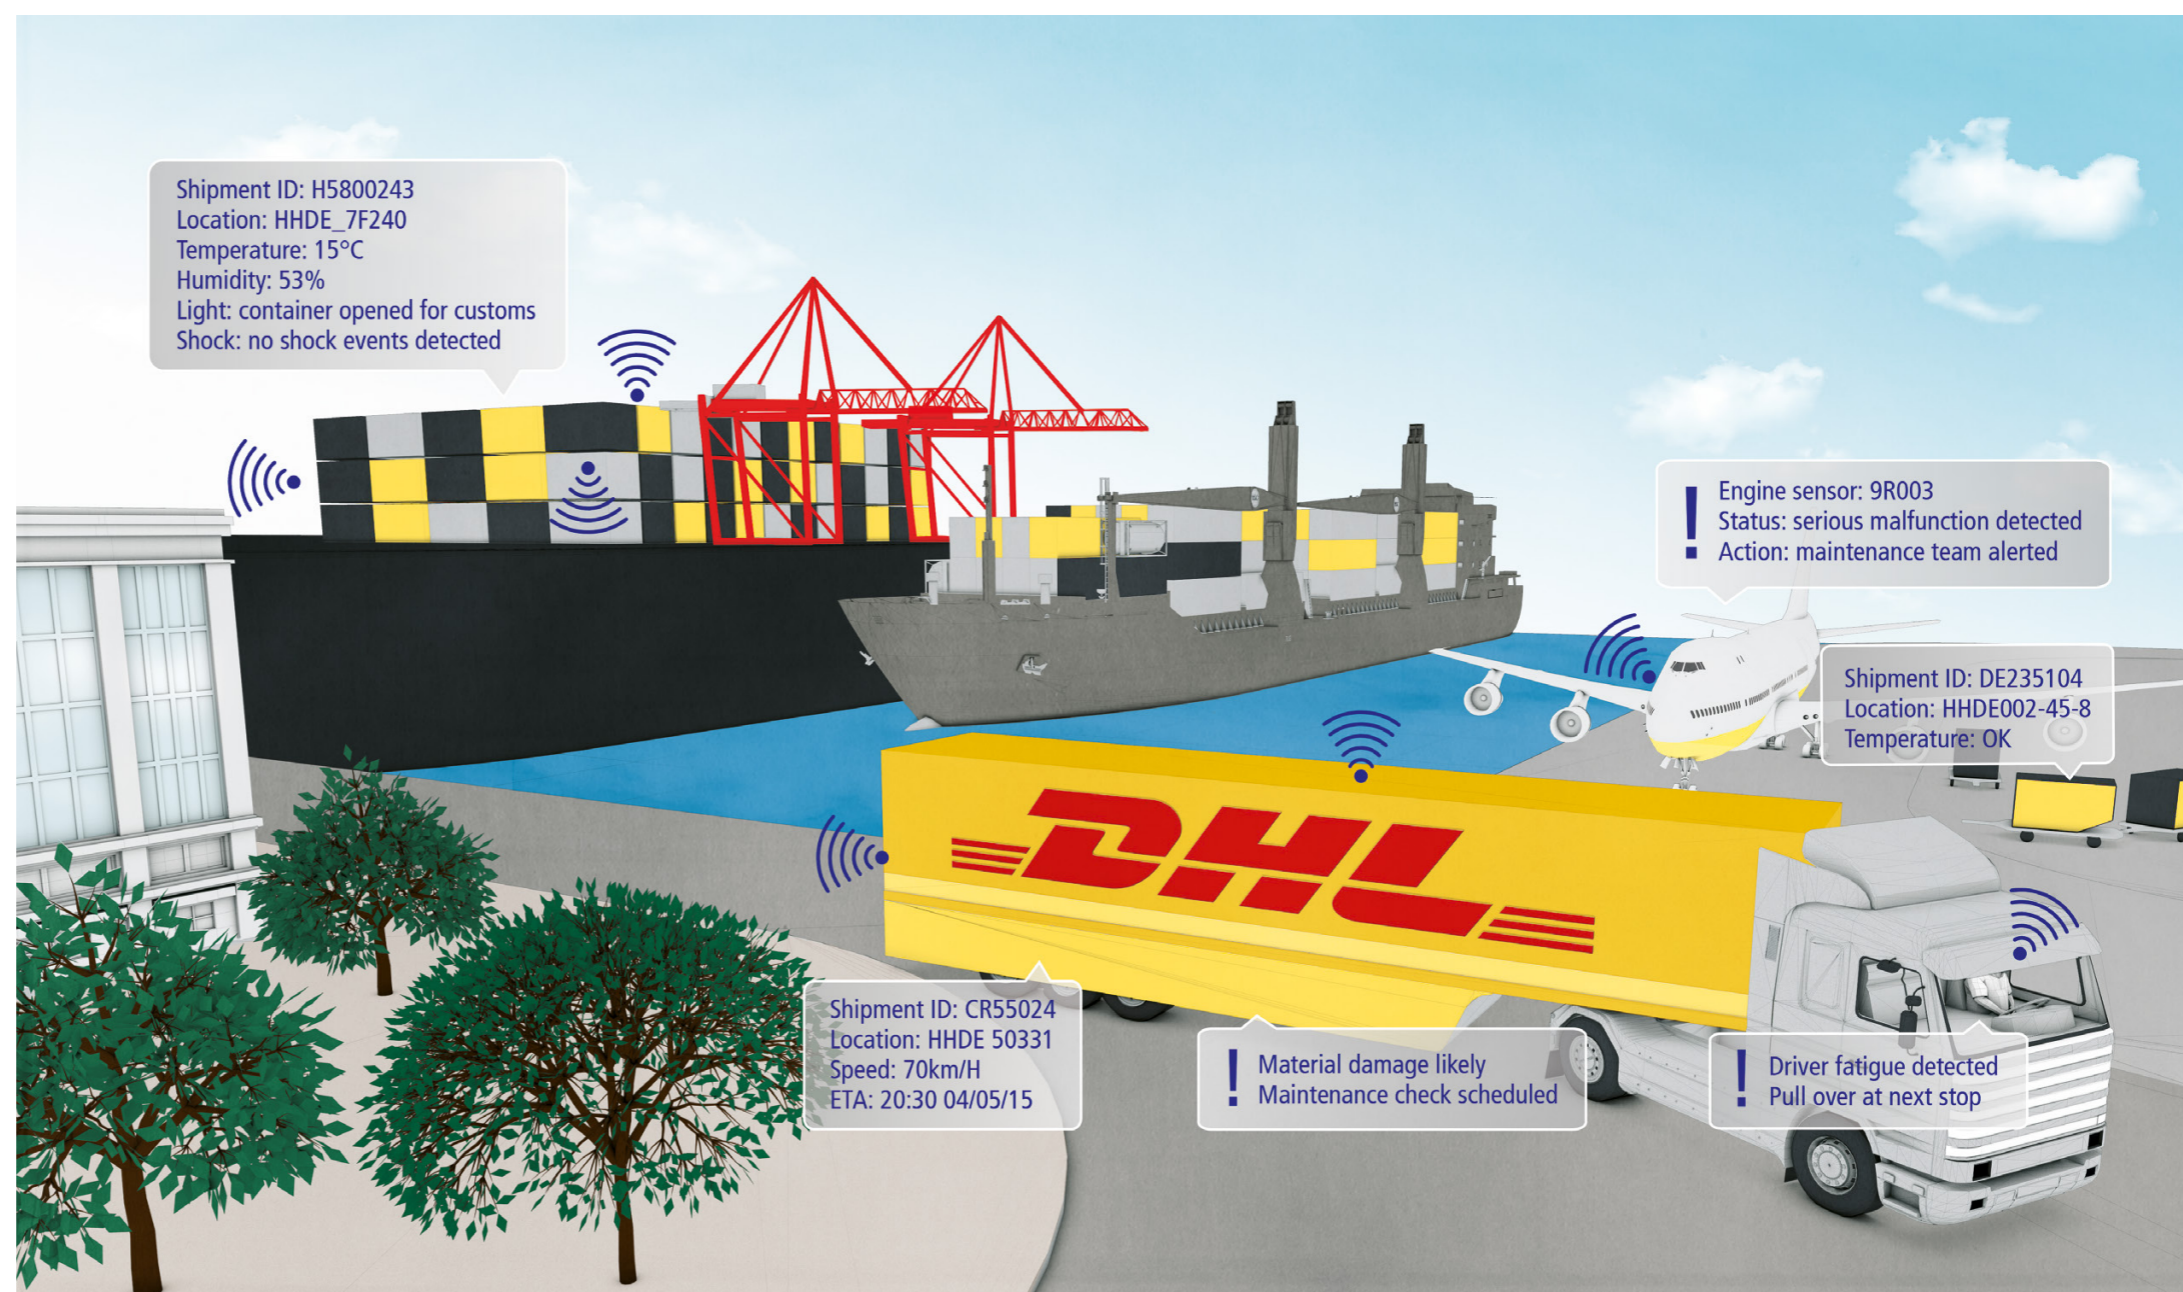 Shipment ID: H5800243
Location: HHDE_7F240
Temperature: 15°C
Humidity: 53%
Light: container opened for customs
Shock: no shock events detected
! Engine sensor: 9R003
Status: serious malfunction detected
Action: maintenance team alerted
Shipment ID: DE235104
Location: HHDE002-45-8
Temperature: OK
DHL
Shipment ID: CR55024
Location: HHDE 50331
Speed: 70km/H
ETA: 20:30 04/05/15
! Material damage likely
Maintenance check scheduled
! Driver fatigue detected
Pull over at next stop